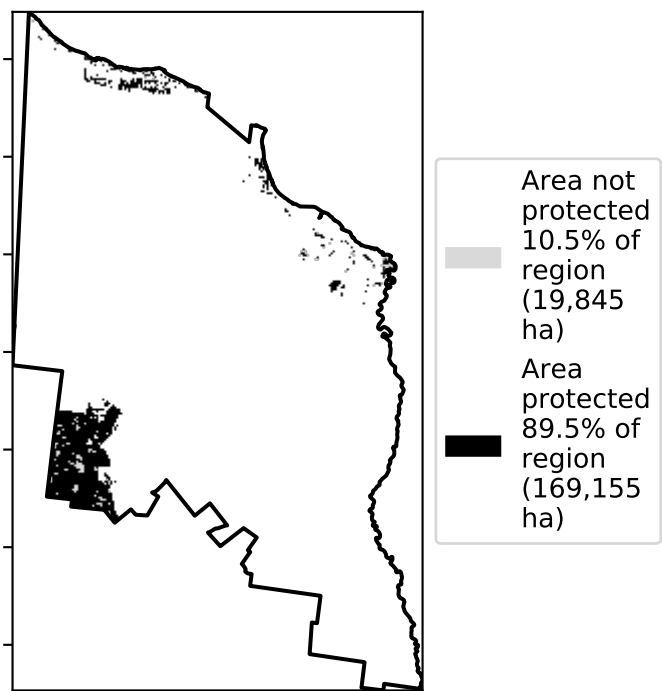 Area not
protected
10.5% of
region
(19,845
ha)
Area
protected
89.5% of
region
(169,155
ha)